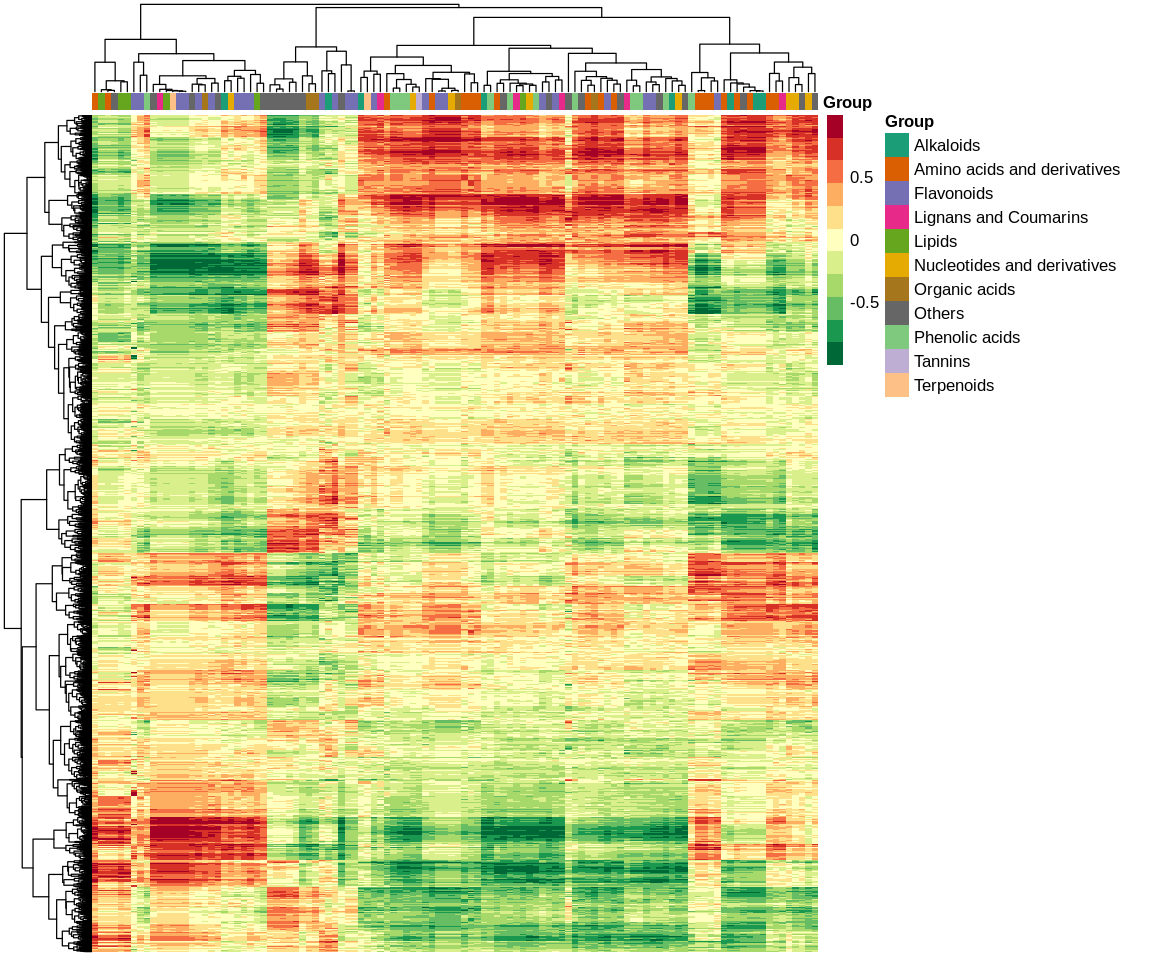 Group
0.5
0
-0.5
Group
Alkaloids
Amino acids and derivatives
Flavonoids
Lignans and Coumarins
Lipids
Nucleotides and derivatives
Organic acids
Others
Phenolic acids
Tannins
Terpenoids